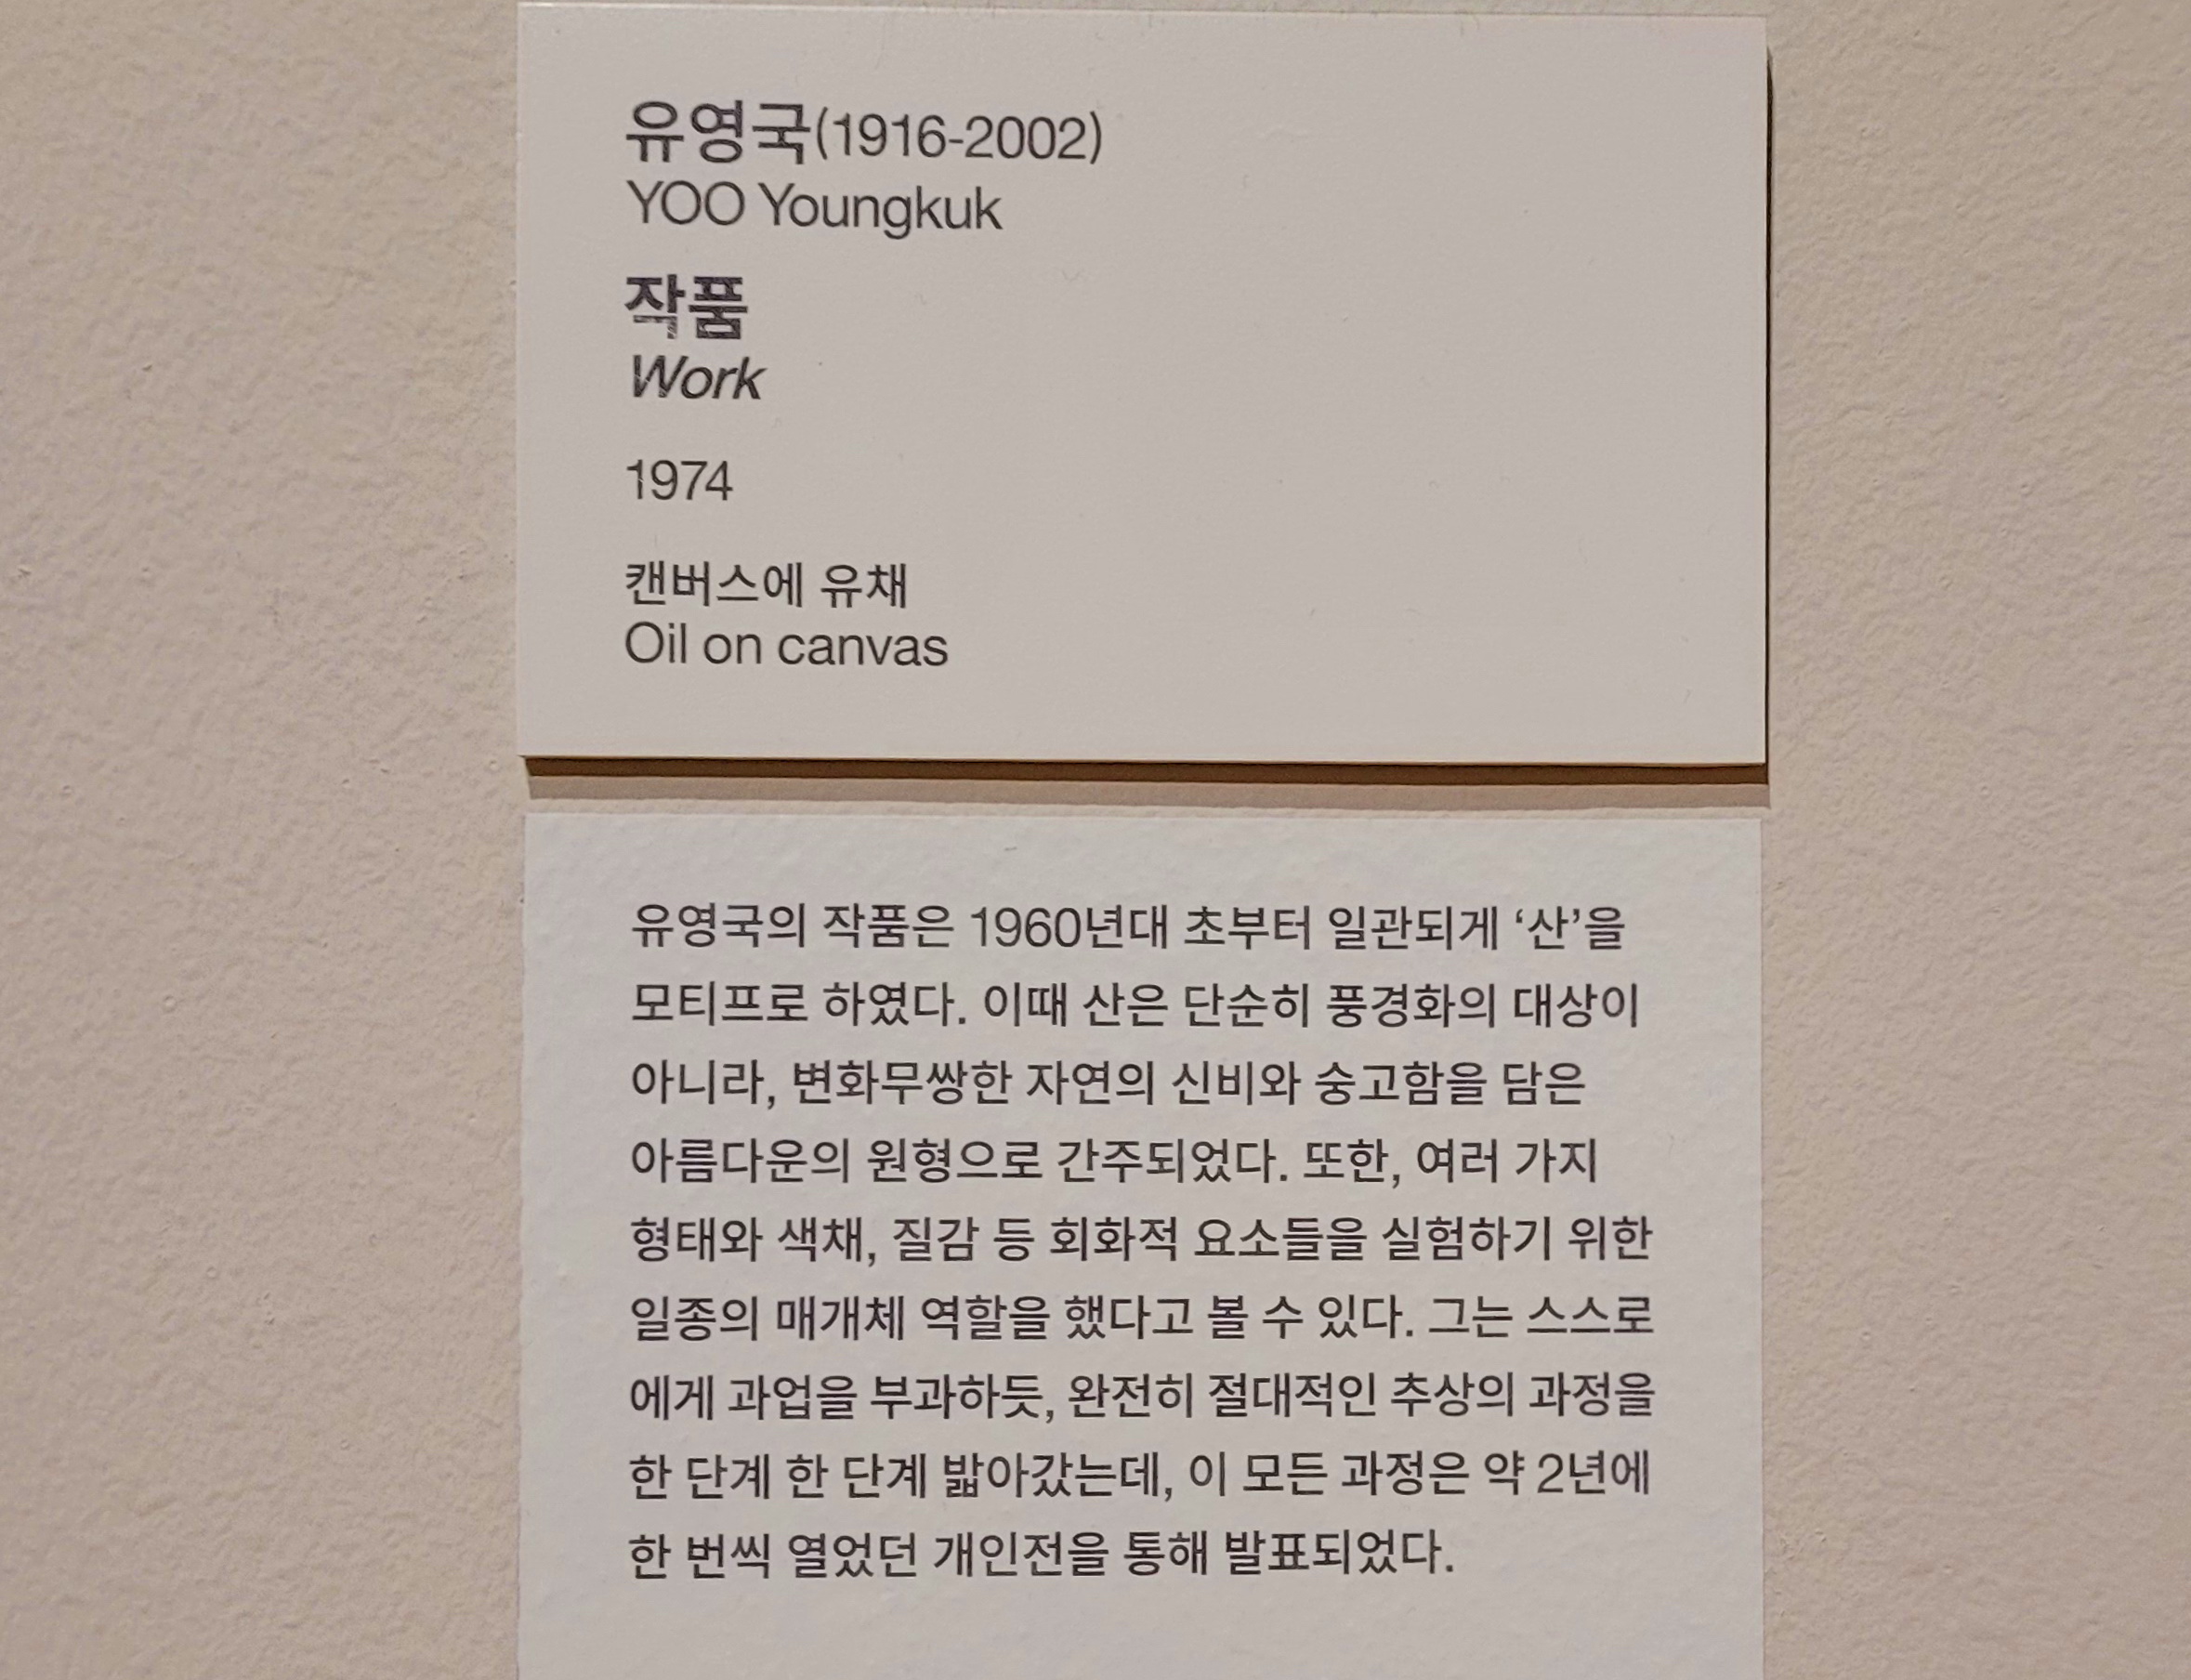 유영국(1916-2002)
YOO Youngkuk
작품
Work
1974
캔버스에 유채
Oil on canvas
유영국의 작품은 1960년대 초부터 일관되게 ‘산’을
모티프로 하였다. 이때 산은 단순히 풍경화의 대상이
아니라, 변화무쌍한 자연의 신비와 숭고함을 담은
아름다운의 원형으로 간주되었다. 또한, 여러 가지
형태와 색채, 질감 등 회화적 요소들을 실험하기 위한
일종의 매개체 역할을 했다고 볼 수 있다. 그는 스스로
에게 과업을 부과하듯, 완전히 절대적인 추상의 과정을
한 단계 한 단계 밟아갔는데, 이 모든 과정은 약 2년에
한 번씩 열었던 개인전을 통해 발표되었다.